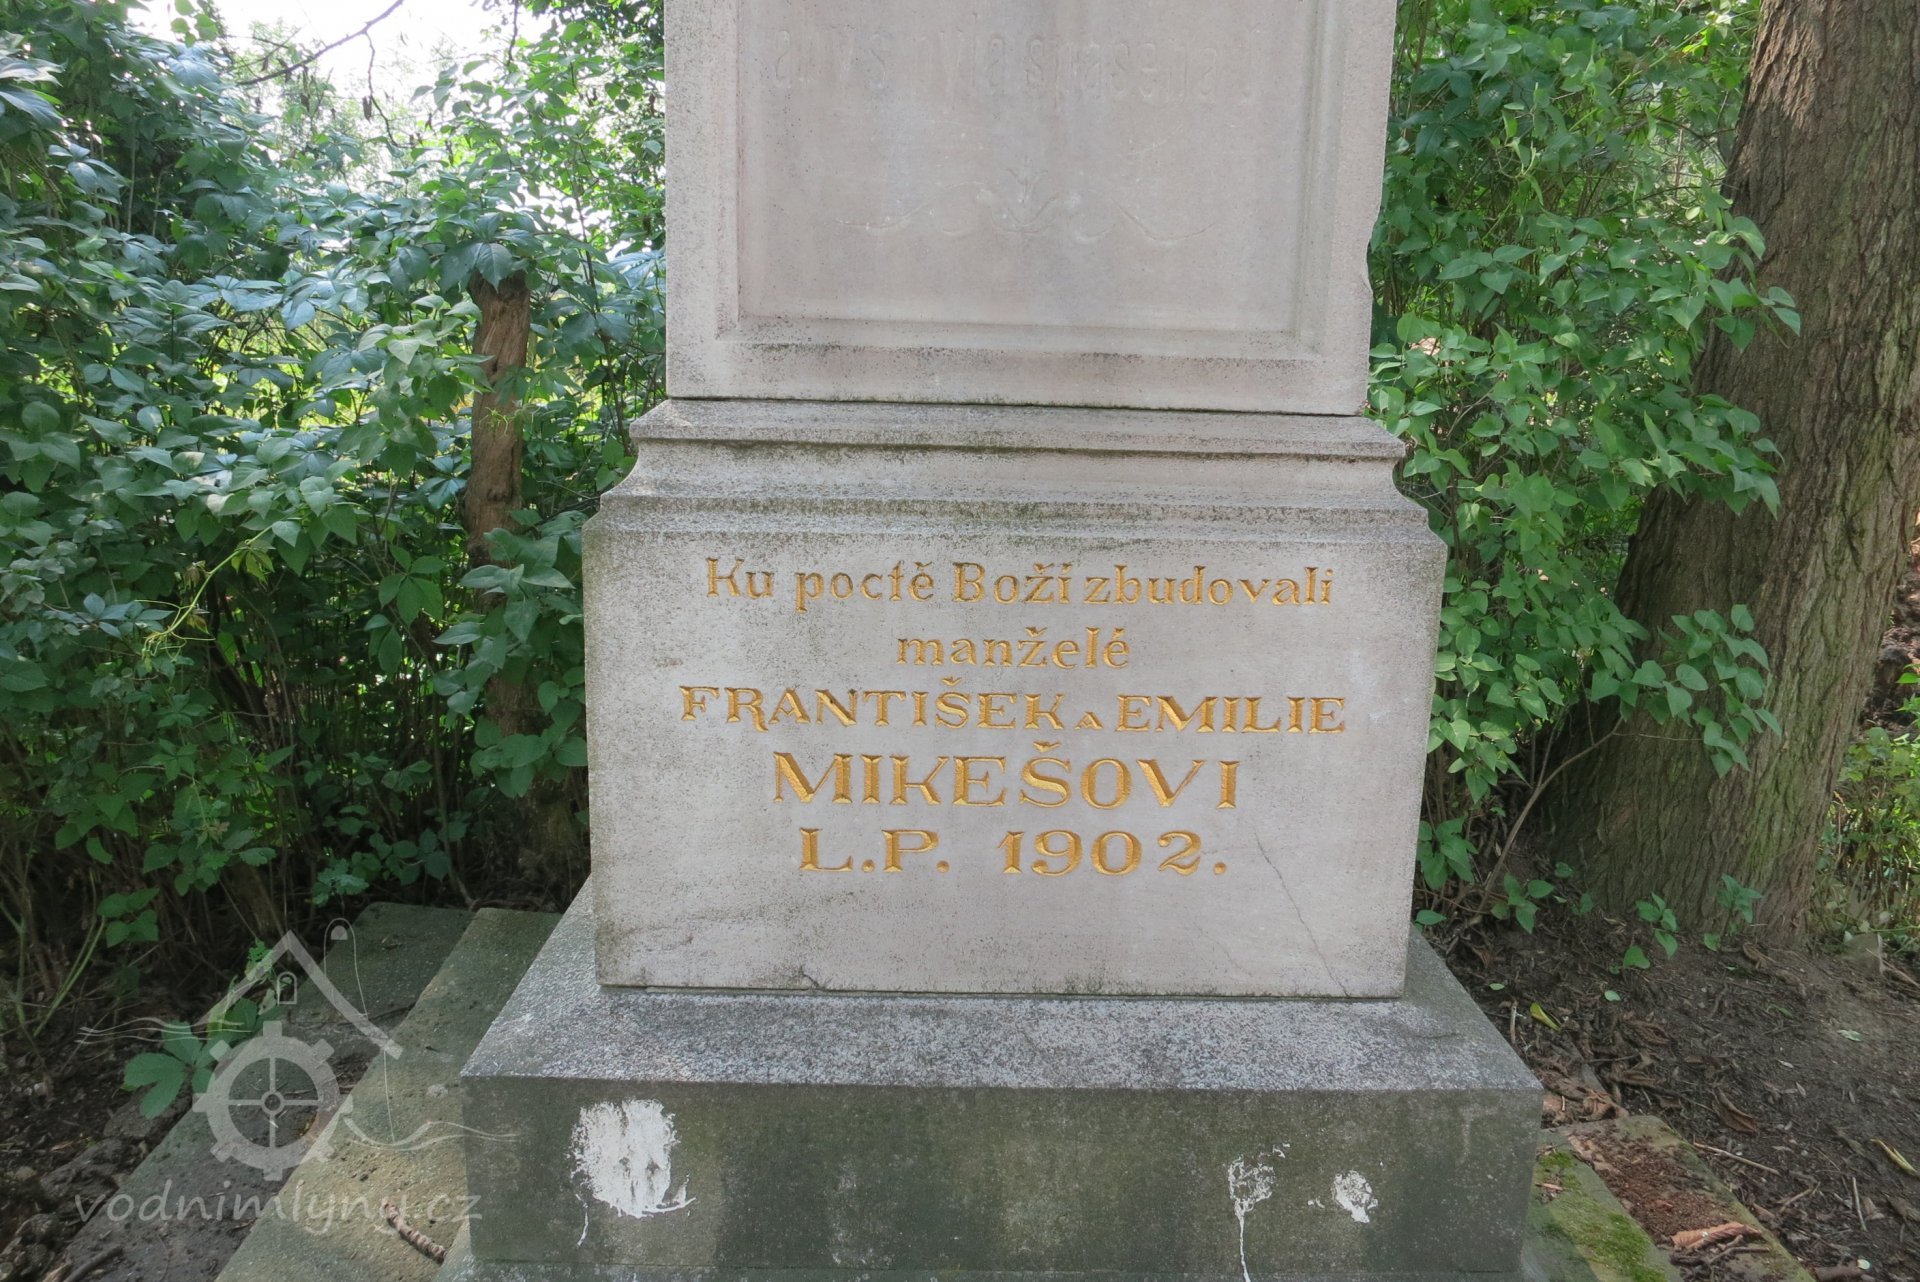 Ku poctě Boží zbudovali
manželé
FRANTIŠEK A EMILIE
MIKEŠOVI
L.P. 1902.
vodnimlyny.cz